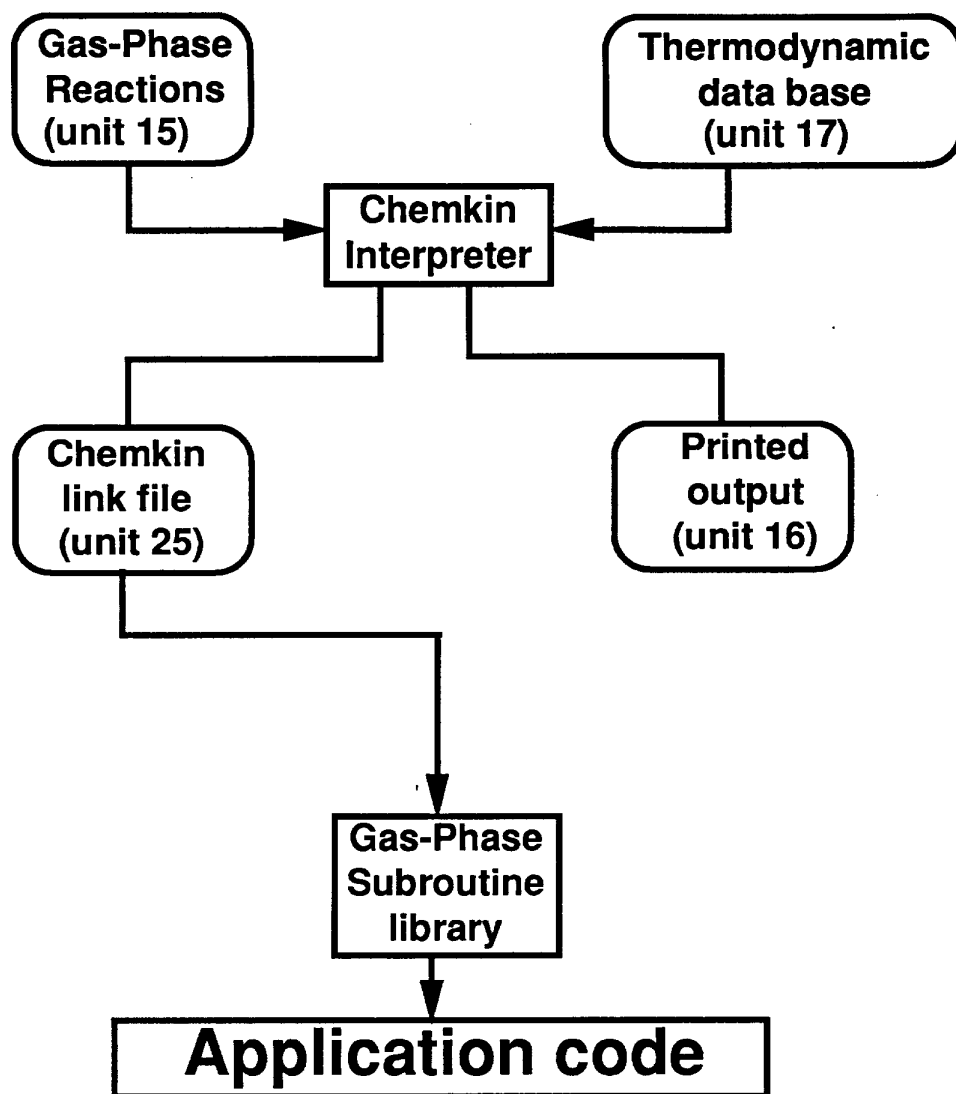 Gas-Phase
Reactions
(unit 15)
Thermodynamic
data base
(unit 17)
Chemkin
Interpreter
Chemkin
link file
(unit 25)
Printed
output
(unit 16)
Gas-Phase
Subroutine
library
Application code